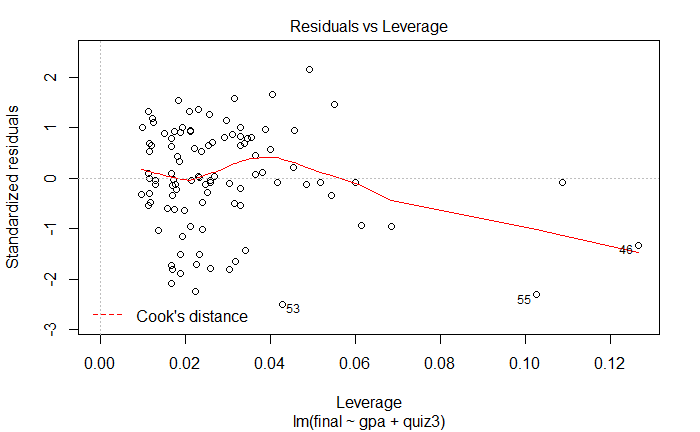 Residuals vs Leverage
Standardized residuals
2
1
0
-1
-2
-3
46
55
53
Cook's distance
0.00 0.02 0.04 0.06 0.08 0.10 0.12
Leverage
lm(final ~ gpa + quiz3)